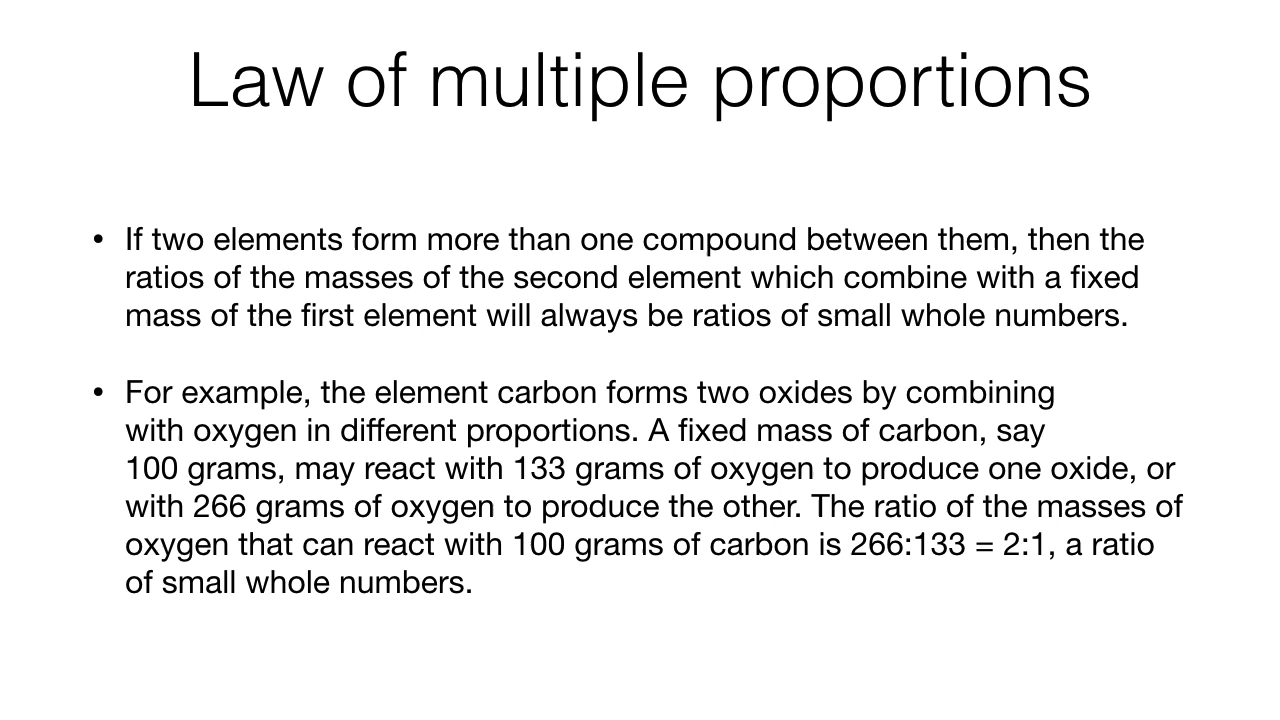 Law of multiple proportions
• If two elements form more than one compound between them, then the
ratios of the masses of the second element which combine with a fixed
mass of the first element will always be ratios of small whole numbers.
• For example, the element carbon forms two oxides by combining
with oxygen in different proportions. A fixed mass of carbon, say
100 grams, may react with 133 grams of oxygen to produce one oxide, or
with 266 grams of oxygen to produce the other. The ratio of the masses of
oxygen that can react with 100 grams of carbon is 266:133 = 2:1, a ratio
of small whole numbers.